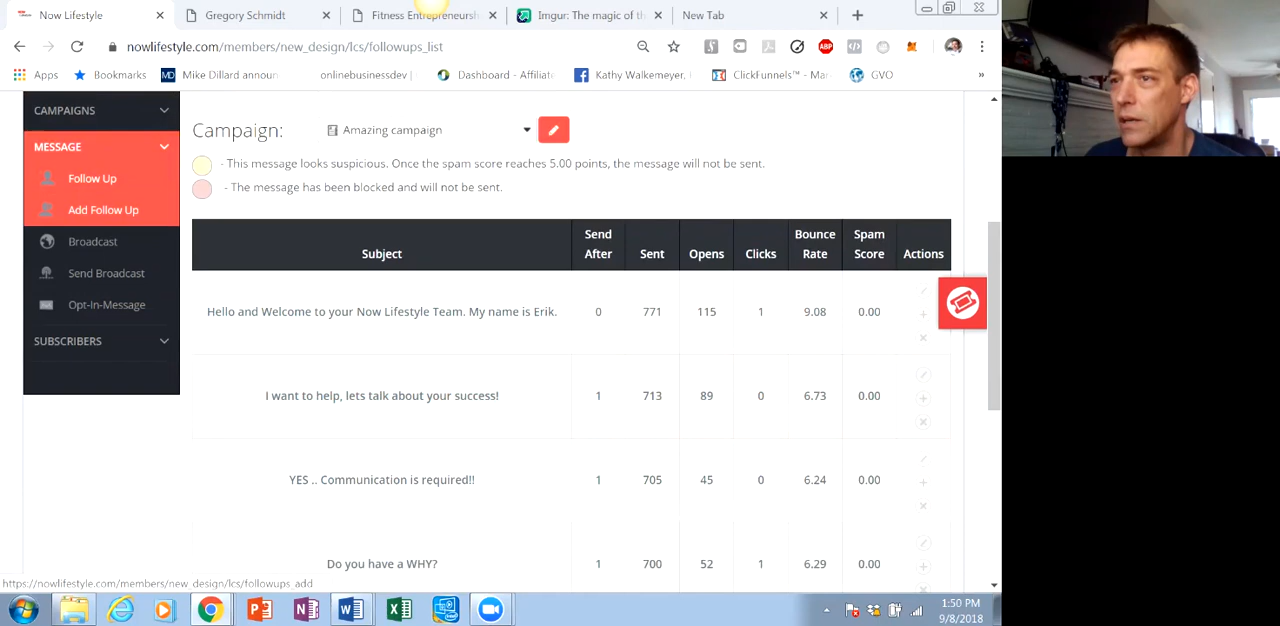 Now Lifestyle
Gregory Schmidt
Fitness Entrepreneursh
Imgur: The magic of th
New Tab
nowlifestyle.com/members/new_design/lcs/followups_list
ABP
Apps
Bookmarks
MD Mike Dillard announ
onlinebusinessdev
Dashboard - Affiliate
Kathy Walkemeyer.
ClickFunnels™ - Mar
GVO
»
CAMPAIGNS
MESSAGE
Follow Up
Add Follow Up
Broadcast
Send Broadcast
Opt-In-Message
SUBSCRIBERS
Campaign: Amazing campaign
- This message looks suspicious. Once the spam score reaches 5.00 points, the message will not be sent.
- The message has been blocked and will not be sent.
Subject Send After Sent Opens Clicks Bounce Rate Spam Score Actions
Hello and Welcome to your Now Lifestyle Team. My name is Erik. 0 771 115 1 9.08 0.00
I want to help, lets talk about your success! 1 713 89 0 6.73 0.00
YES .. Communication is required!! 1 705 45 0 6.24 0.00
Do you have a WHY? 1 700 52 1 6.29 0.00
https://nowlifestyle.com/members/new_design/lcs/followups_add
1:50 PM
9/8/2018